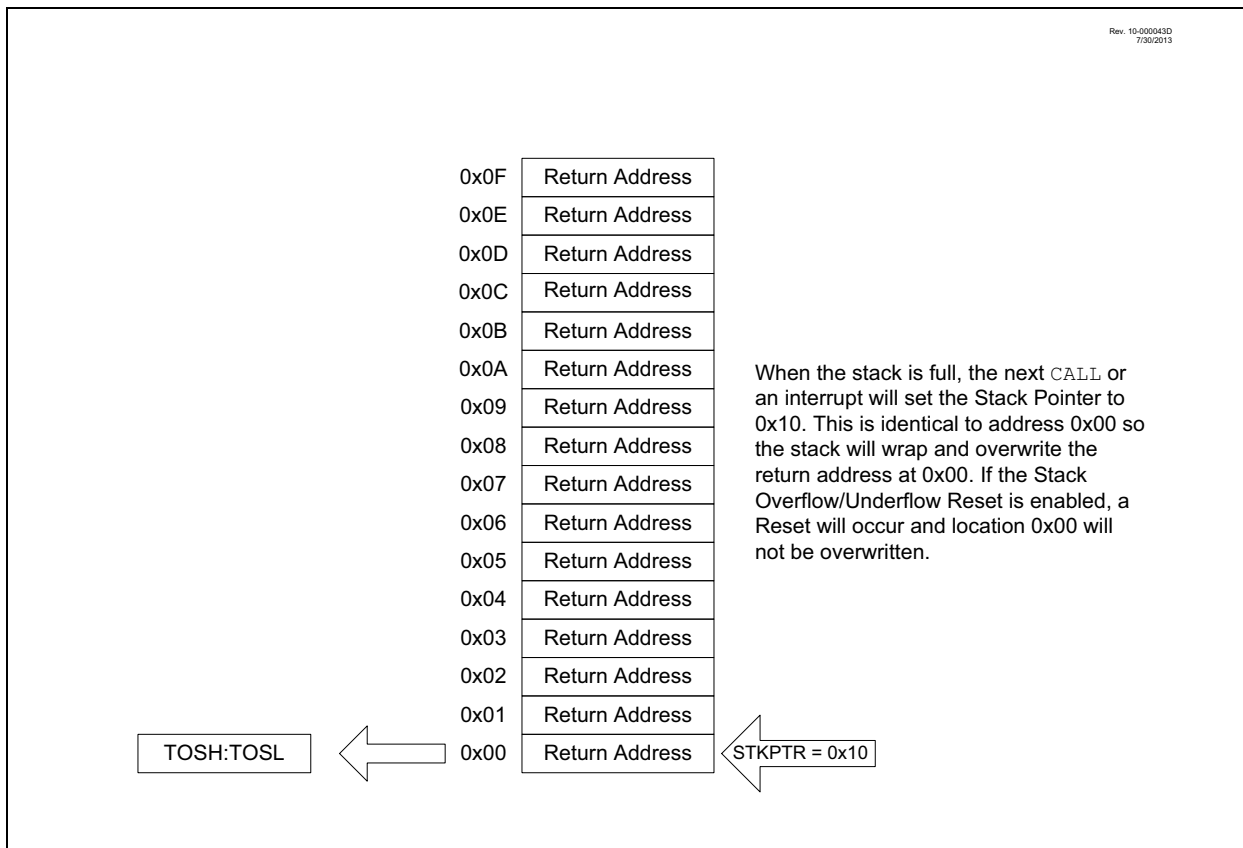 Rev. 10-000043D
7/30/2013
0x0F Return Address
0x0E Return Address
0x0D Return Address
0x0C Return Address
0x0B Return Address
0x0A Return Address
0x09 Return Address
0x08 Return Address
0x07 Return Address
0x06 Return Address
0x05 Return Address
0x04 Return Address
0x03 Return Address
0x02 Return Address
0x01 Return Address
TOSH:TOSL 0x00 Return Address STKPTR = 0x10
When the stack is full, the next CALL or
an interrupt will set the Stack Pointer to
0x10. This is identical to address 0x00 so
the stack will wrap and overwrite the
return address at 0x00. If the Stack
Overflow/Underflow Reset is enabled, a
Reset will occur and location 0x00 will
not be overwritten.